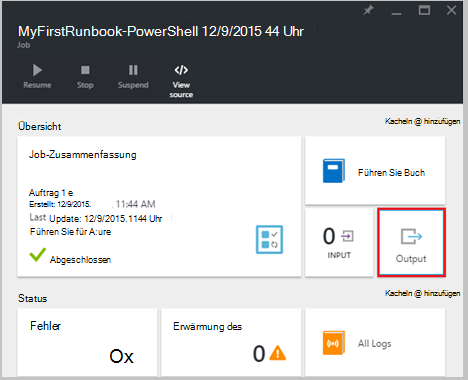 MyFirstRunbook-PowerShell 12/9/2015 44 Uhr
Job
Resume
Stop
Suspend
View
source
Kacheln @ hinzufügen
Übersicht
Job-Zusammenfassung
Auftrag 1 e
Erstellt: 12/9/2015. 11:44 AM
Last Update: 12/9/2015.1144 Uhr
Führen Sie für A:ure
Abgeschlossen
Führen Sie Buch
0
INPUT
Output
Kacheln @ hinzufügen
Status
Fehler
Ox
Erwärmung des
0
All Logs